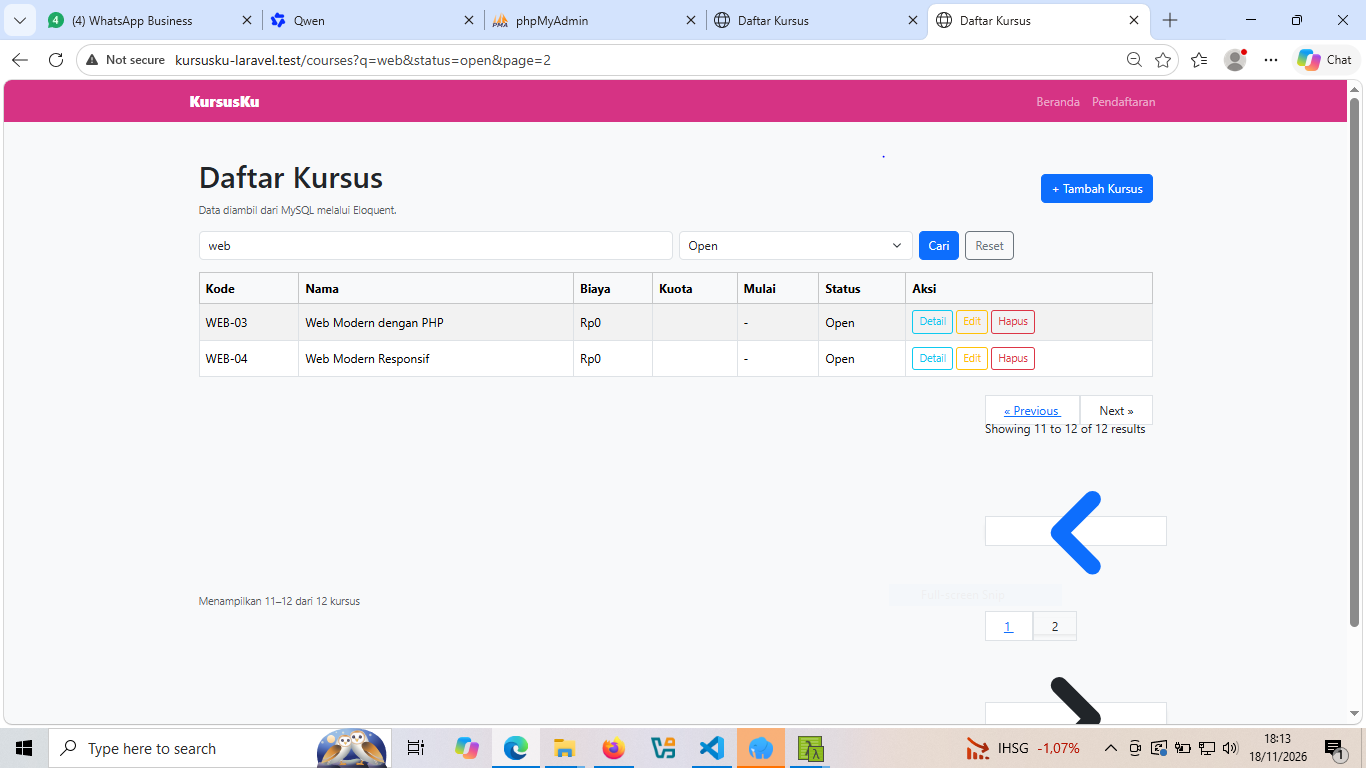 4 (4) WhatsApp Business
Qwen
PMA phpMyAdmin
Daftar Kursus
Daftar Kursus
Not secure kursusku-laravel.test/courses?q=web&status=open&page=2
Chat
KursusKu
Beranda Pendaftaran
Daftar Kursus
+ Tambah Kursus
Data diambil dari MySQL melalui Eloquent.
web Open Cari Reset
Kode Nama Biaya Kuota Mulai Status Aksi
WEB-03 Web Modern dengan PHP Rp0 - Open Detail Edit Hapus
WEB-04 Web Modern Responsif Rp0 - Open Detail Edit Hapus
« Previous Next »
Showing 11 to 12 of 12 results
Menampilkan 11–12 dari 12 kursus
1 2
Type here to search
IHSG -1,07%
18:13
18/11/2026
1